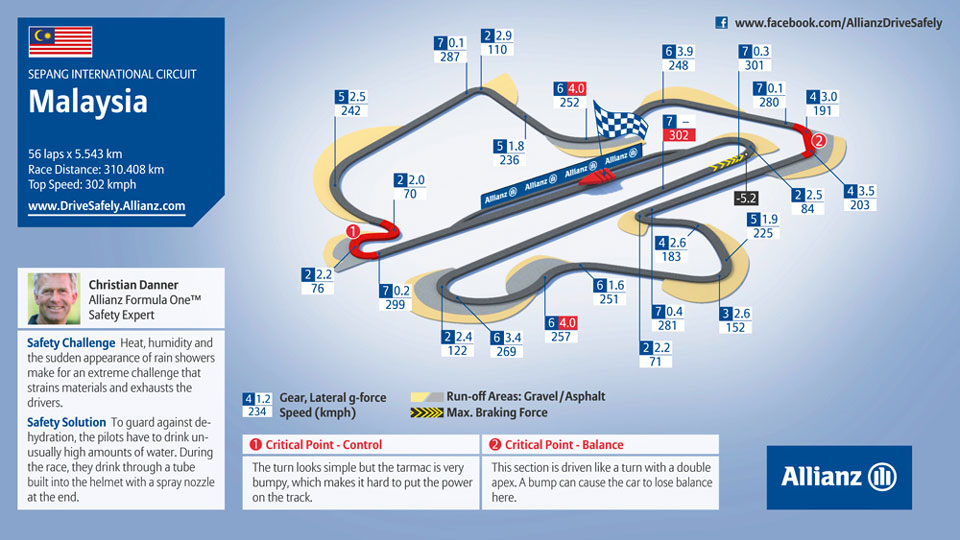 www.facebook.com/AllianzDriveSafely
SEPANG INTERNATIONAL CIRCUIT
Malaysia
56 laps x 5.543 km
Race Distance: 310.408 km
Top Speed: 302 kmph
www.DriveSafely.Allianz.com
7 0.1
287
2 2.9
110
5 2.5
242
6 4.0
252
6 3.9
248
7 0.3
301
7 0.1
280
4 3.0
191
7 –
302
5 1.8
236
2 2.0
70
Allianz
Allianz
Allianz
Allianz
2
1
-5.2
2 2.5
84
4 3.5
203
5 1.9
225
4 2.6
183
2 2.2
76
7 0.2
299
6 1.6
251
7 0.4
281
3 2.6
152
2 2.4
122
6 3.4
269
6 4.0
257
2 2.2
71
Christian Danner
Allianz Formula One™
Safety Expert
Safety Challenge Heat, humidity and
the sudden appearance of rain showers
make for an extreme challenge that
strains materials and exhausts the
drivers.
Safety Solution To guard against de-
hydration, the pilots have to drink un-
usually high amounts of water. During
the race, they drink through a tube
built into the helmet with a spray nozzle
at the end.
4 1.2
234
Gear, Lateral g-force
Speed (kmph)
Run-off Areas: Gravel/Asphalt
Max. Braking Force
1 Critical Point - Control
The turn looks simple but the tarmac is very
bumpy, which makes it hard to put the power
on the track.
2 Critical Point - Balance
This section is driven like a turn with a double
apex. A bump can cause the car to lose balance
here.
Allianz